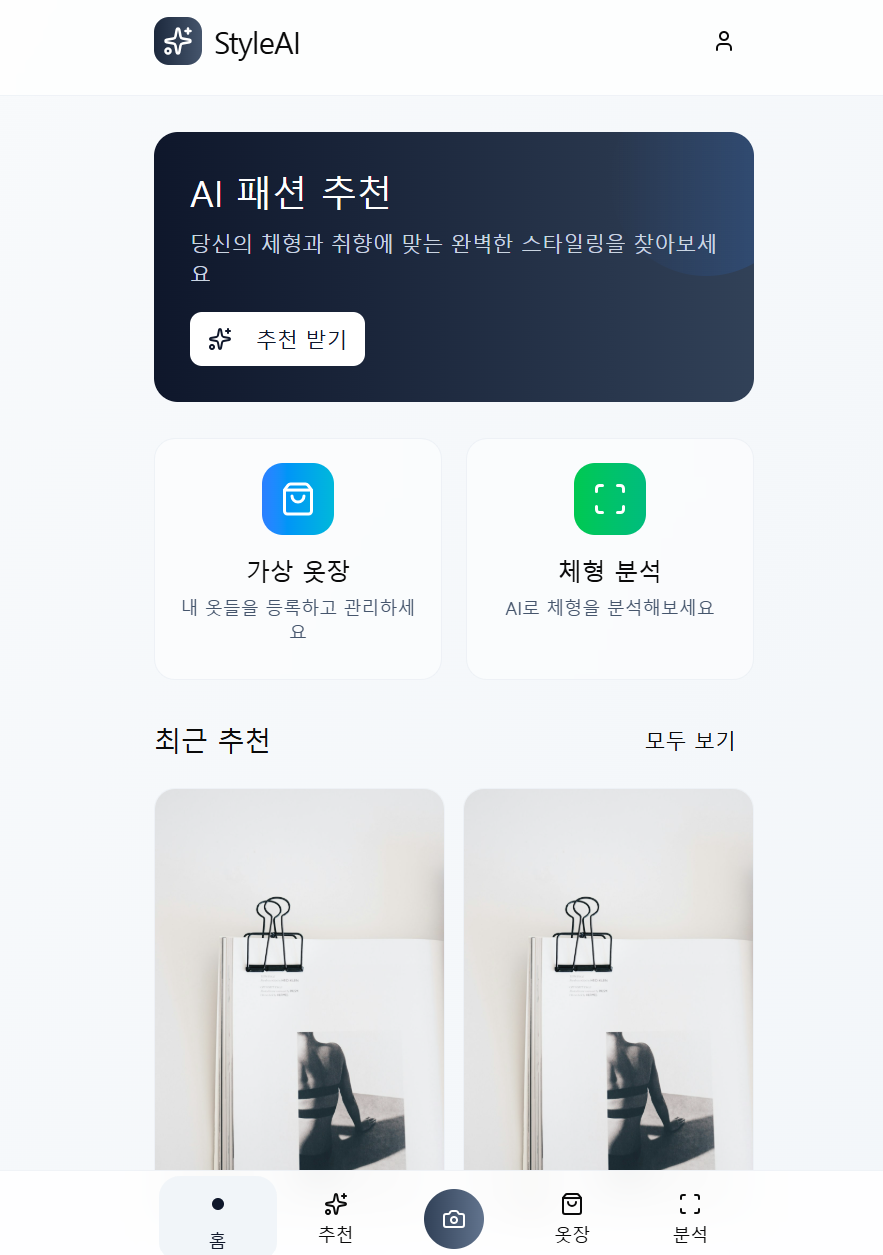 StyleAI
AI 패션 추천
당신의 체형과 취향에 맞는 완벽한 스타일링을 찾아보세
요
추천 받기
가상 옷장
내 옷들을 등록하고 관리하세
요
체형 분석
AI로 체형을 분석해보세요
최근 추천
모두 보기
홈
추천
옷장
분석